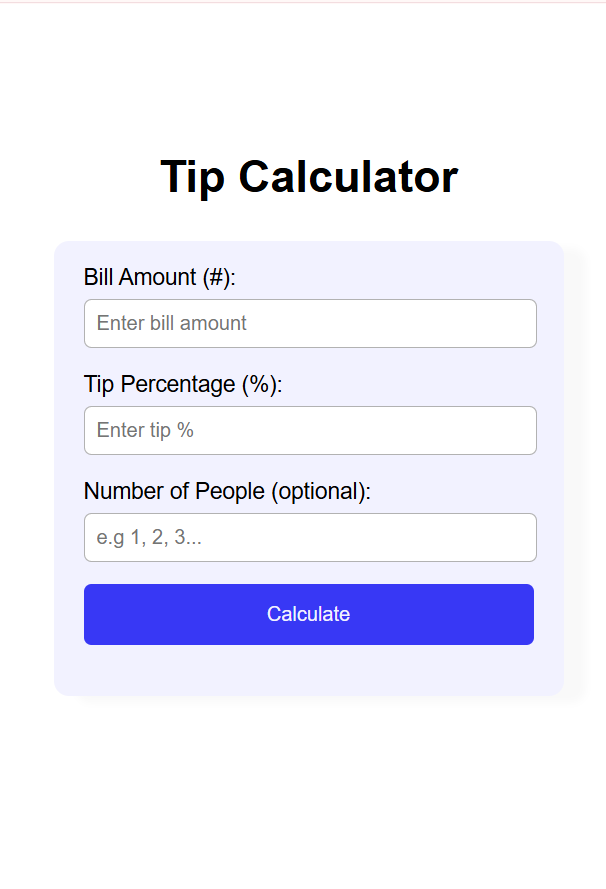 Tip Calculator
Bill Amount (#):
Enter bill amount
Tip Percentage (%):
Enter tip %
Number of People (optional):
e.g 1, 2, 3...
Calculate